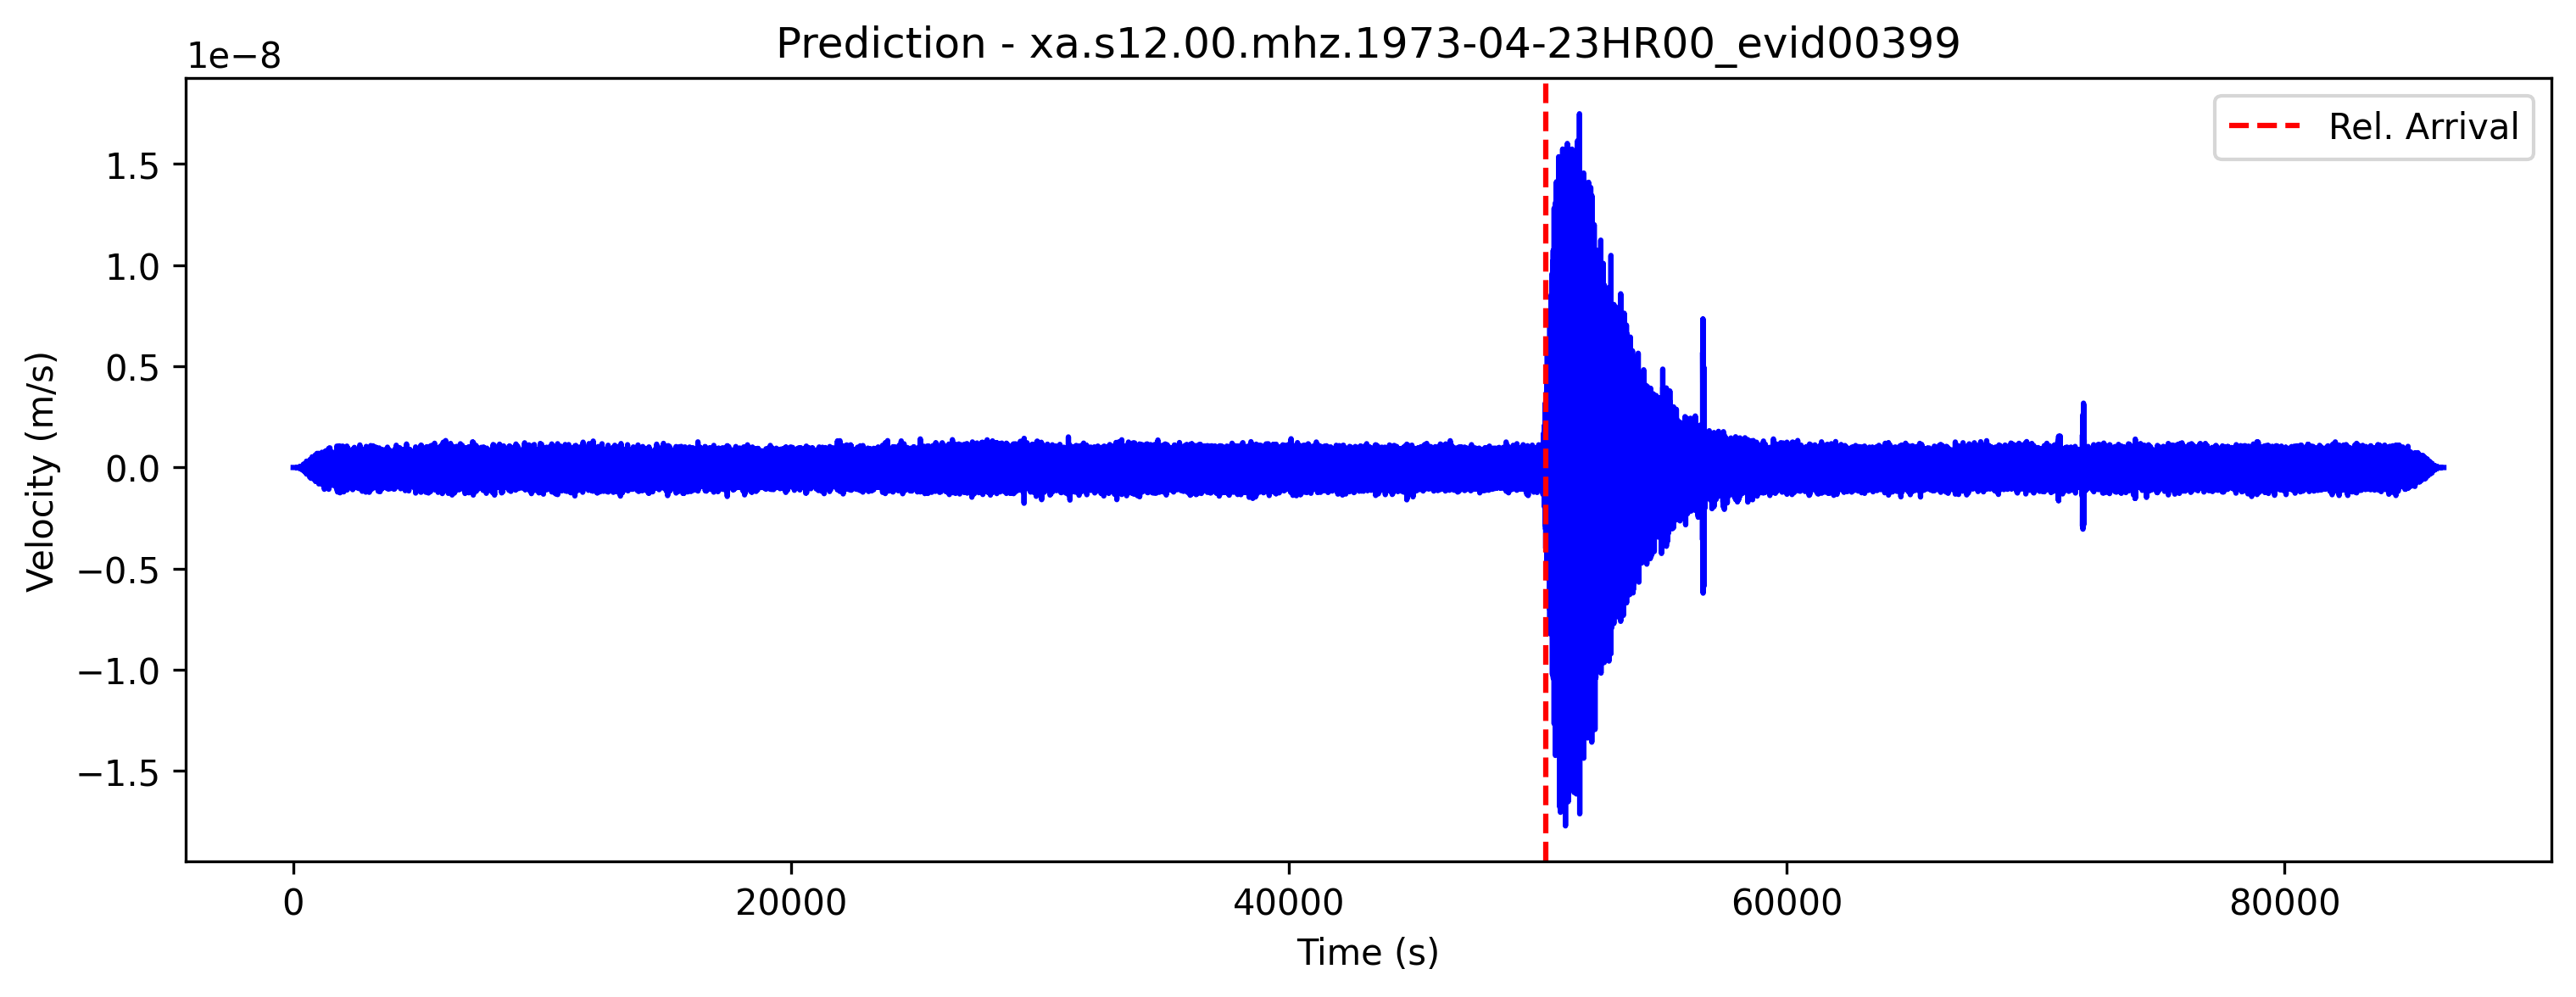 Prediction - xa.s12.00.mhz.1973-04-23HR00_evid00399
1e−8
Rel. Arrival
1.5
1.0
0.5
0.0
−0.5
−1.0
−1.5
Velocity (m/s)
0 20000 40000 60000 80000
Time (s)